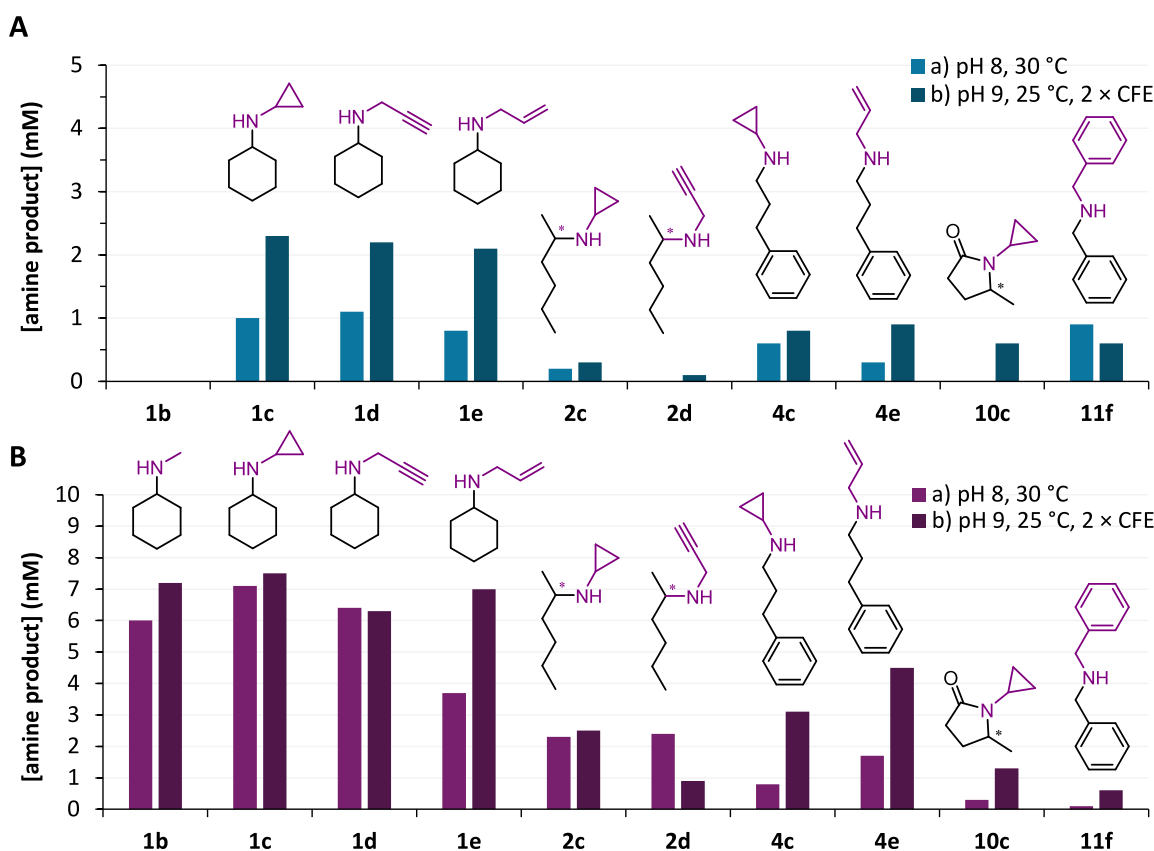 A
[amine product] (mM)
5
4
3
2
1
0
a) pH 8, 30 °C
b) pH 9, 25 °C, 2 × CFE
HN
HN
HN
NH
NH
NH
NH
O
N
NH
*
*
*
1b 1c 1d 1e 2c 2d 4c 4e 10c 11f
B
[amine product] (mM)
10
9
8
7
6
5
4
3
2
1
0
a) pH 8, 30 °C
b) pH 9, 25 °C, 2 × CFE
HN
HN
HN
HN
NH
NH
NH
NH
O
N
NH
*
*
*
1b 1c 1d 1e 2c 2d 4c 4e 10c 11f